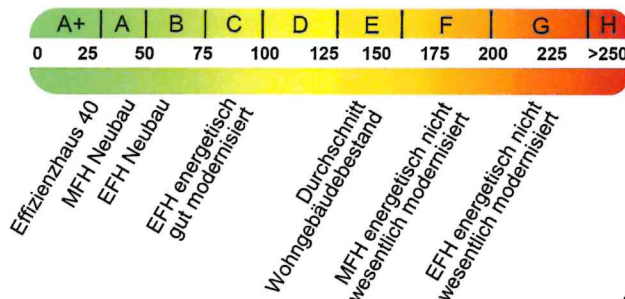 A+ A B C D E F G H
0 25 50 75 100 125 150 175 200 225 >250
Effizienzhaus 40
MFH Neubau
EFH Neubau
EFH energetisch
gut modernisiert
Durchschnitt
Wohngebäudebestand
MFH energetisch nicht
wesentlich modernisiert
EFH energetisch nicht
wesentlich modernisiert